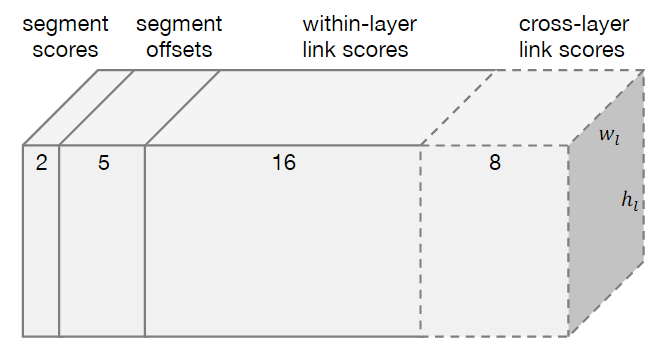 segment scores
segment offsets
within-layer link scores
cross-layer link scores
2
5
16
8
w_l
h_l